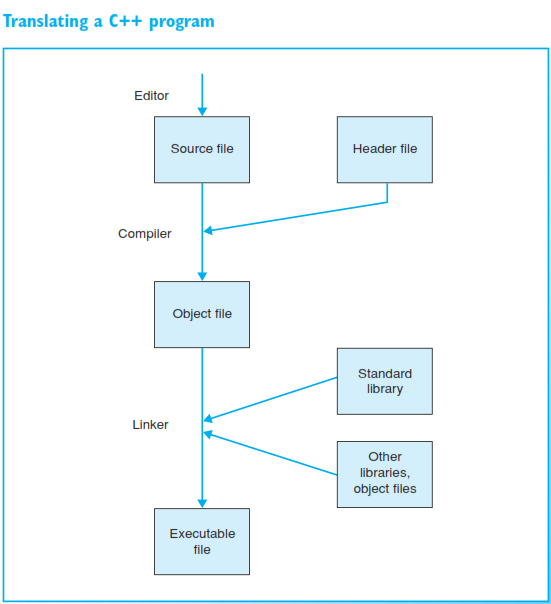 Translating a C++ program
Editor
Source file
Header file
Compiler
Object file
Standard
library
Linker
Other
libraries,
object files
Executable
file